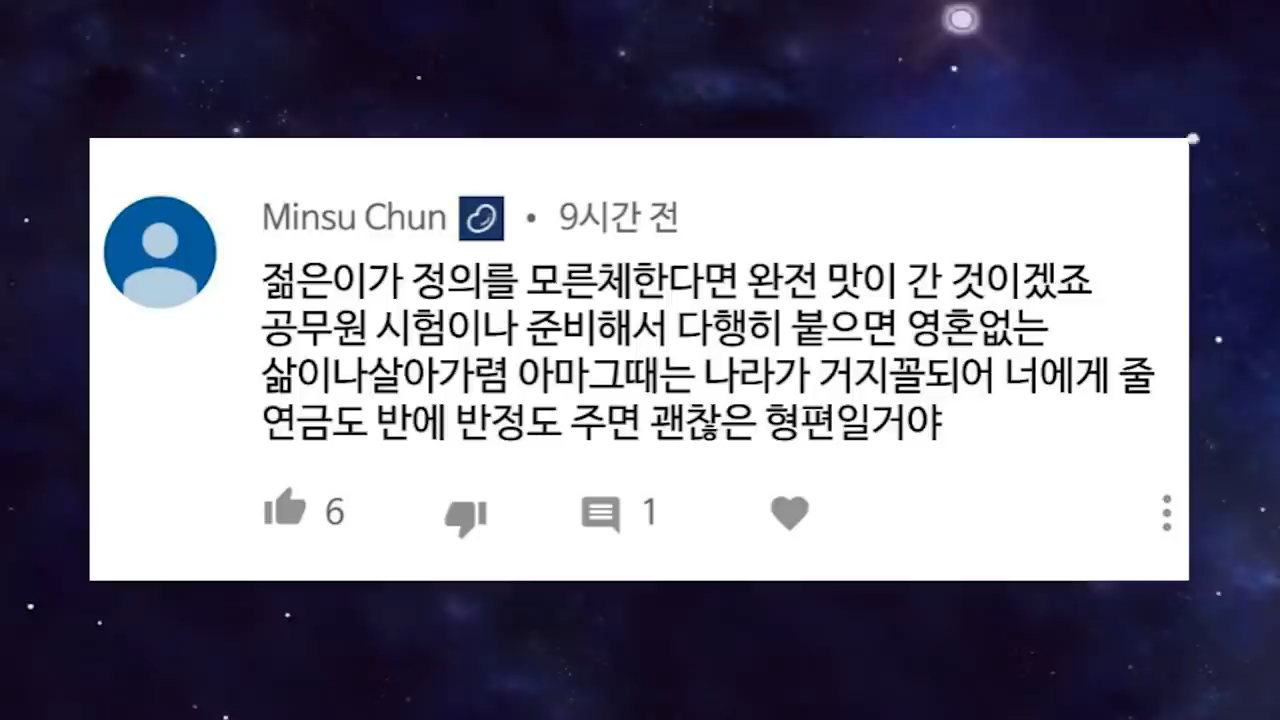 Minsu Chun • 9시간 전
젊은이가 정의를 모른체한다면 완전 맛이 간 것이겠죠
공무원 시험이나 준비해서 다행히 붙으면 영혼없는
삶이나살아가렴 아마그때는 나라가 거지꼴되어 너에게 줄
연금도 반에 반정도 주면 괜찮은 형편일거야
6 1